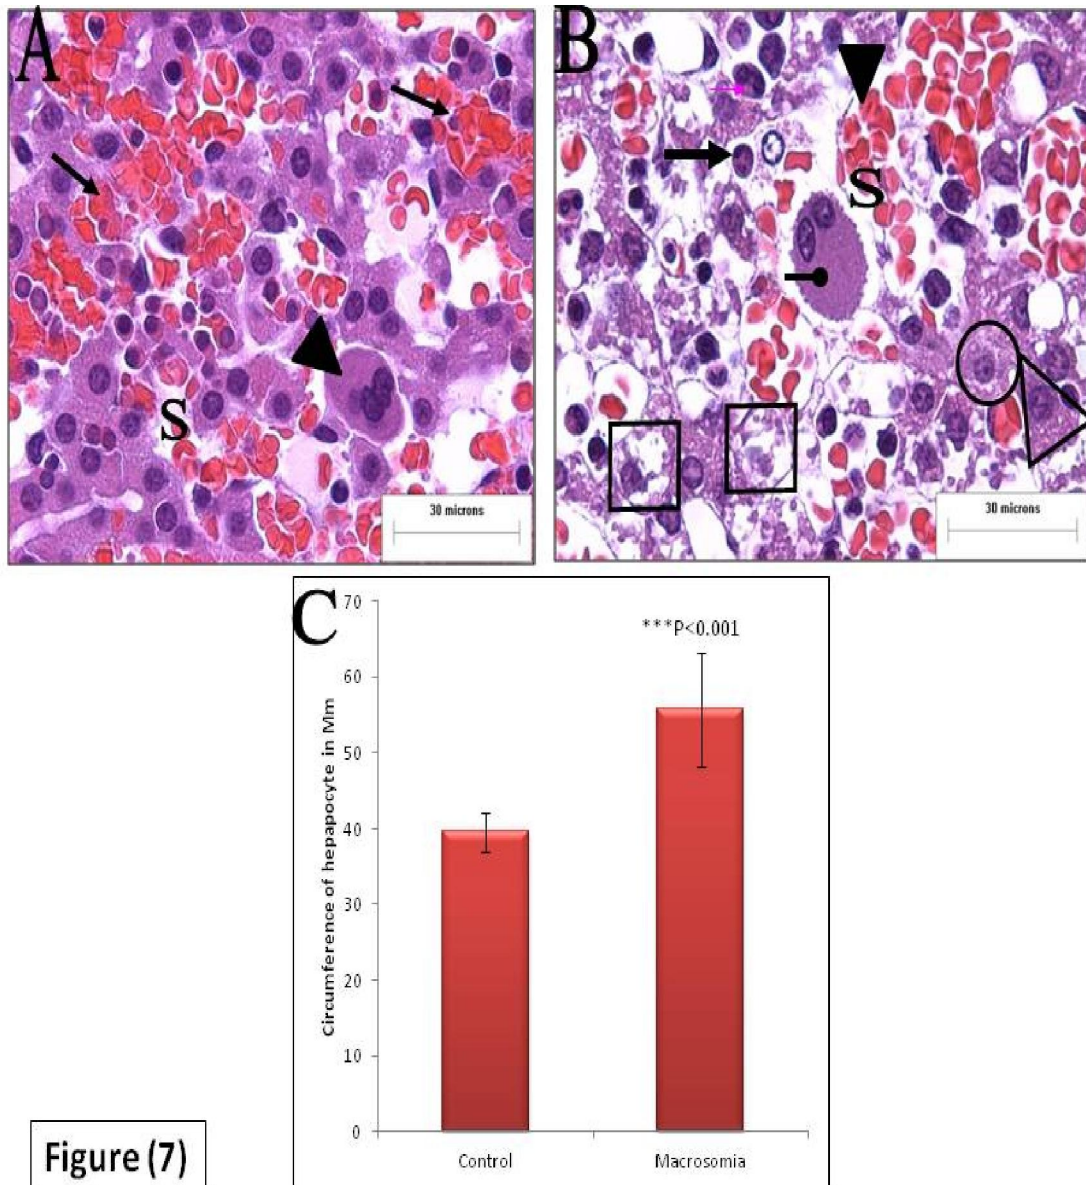 A
S
30 microns
B
S
30 microns
C
70
60
50
40
30
20
10
0
Circumference of hepapocyte in Mm
***P<0.001
Control
Macrosomia
Figure (7)